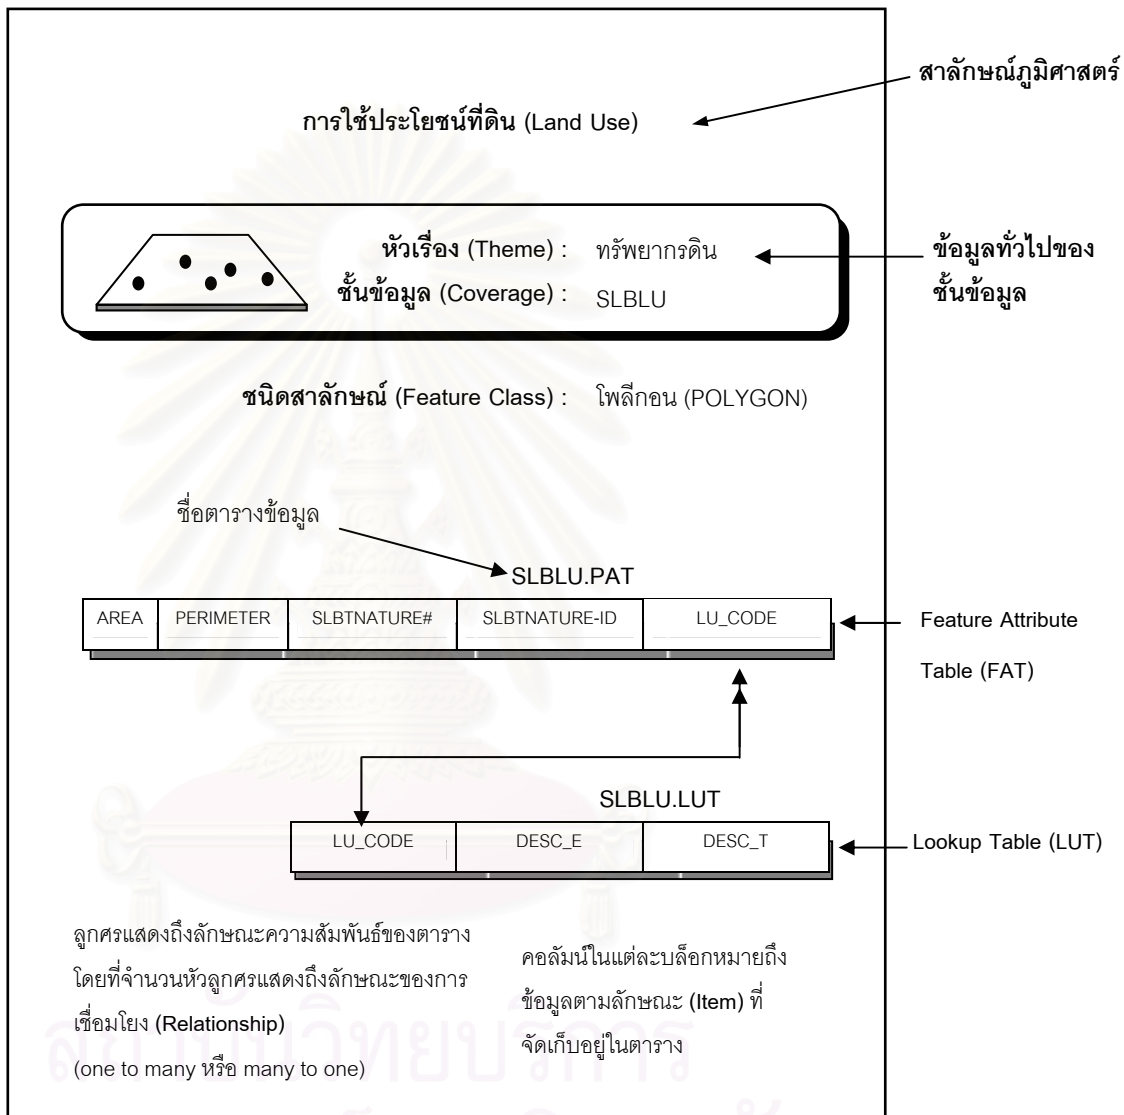 สาลักษณ์ภูมิศาสตร์
การใช้ประโยชน์ที่ดิน (Land Use)
หัวเรื่อง (Theme) : ทรัพยากรดิน
ชั้นข้อมูล (Coverage) : SLBLU
ข้อมูลทั่วไปของ
ชั้นข้อมูล
ชนิดสาลักษณ์ (Feature Class) : โพลีกอน (POLYGON)
ชื่อตารางข้อมูล
SLBLU.PAT
AREA PERIMETER SLBTNATURE# SLBTNATURE-ID LU_CODE
Feature Attribute
Table (FAT)
SLBLU.LUT
LU_CODE DESC_E DESC_T
Lookup Table (LUT)
ลูกศรแสดงถึงลักษณะความสัมพันธ์ของตาราง
โดยที่จำนวนหัวลูกศรแสดงถึงลักษณะของการ
เชื่อมโยง (Relationship)
(one to many หรือ many to one)
คอลัมน์ในแต่ละบล็อกหมายถึง
ข้อมูลตามลักษณะ (Item) ที่
จัดเก็บอยู่ในตาราง
สถาบันวิทยบริการ